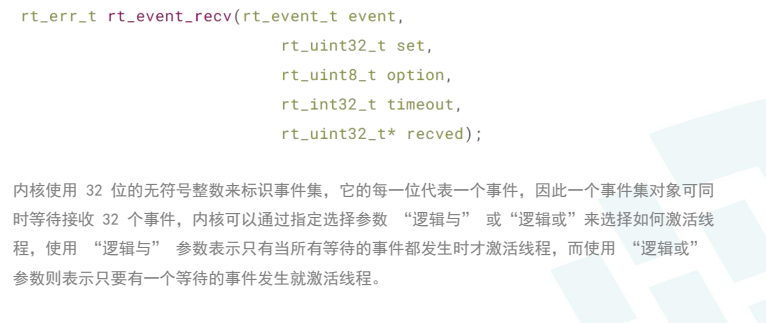 rt_err_t rt_event_recv(rt_event_t event,
rt_uint32_t set,
rt_uint8_t option,
rt_int32_t timeout,
rt_uint32_t* recved);
内核使用 32 位的无符号整数来标识事件集，它的每一位代表一个事件，因此一个事件集对象可同
时等待接收 32 个事件，内核可以通过指定选择参数 “逻辑与” 或“逻辑或”来选择如何激活线
程，使用 “逻辑与” 参数表示只有当所有等待的事件都发生时才激活线程，而使用 “逻辑或”
参数则表示只要有一个等待的事件发生就激活线程。